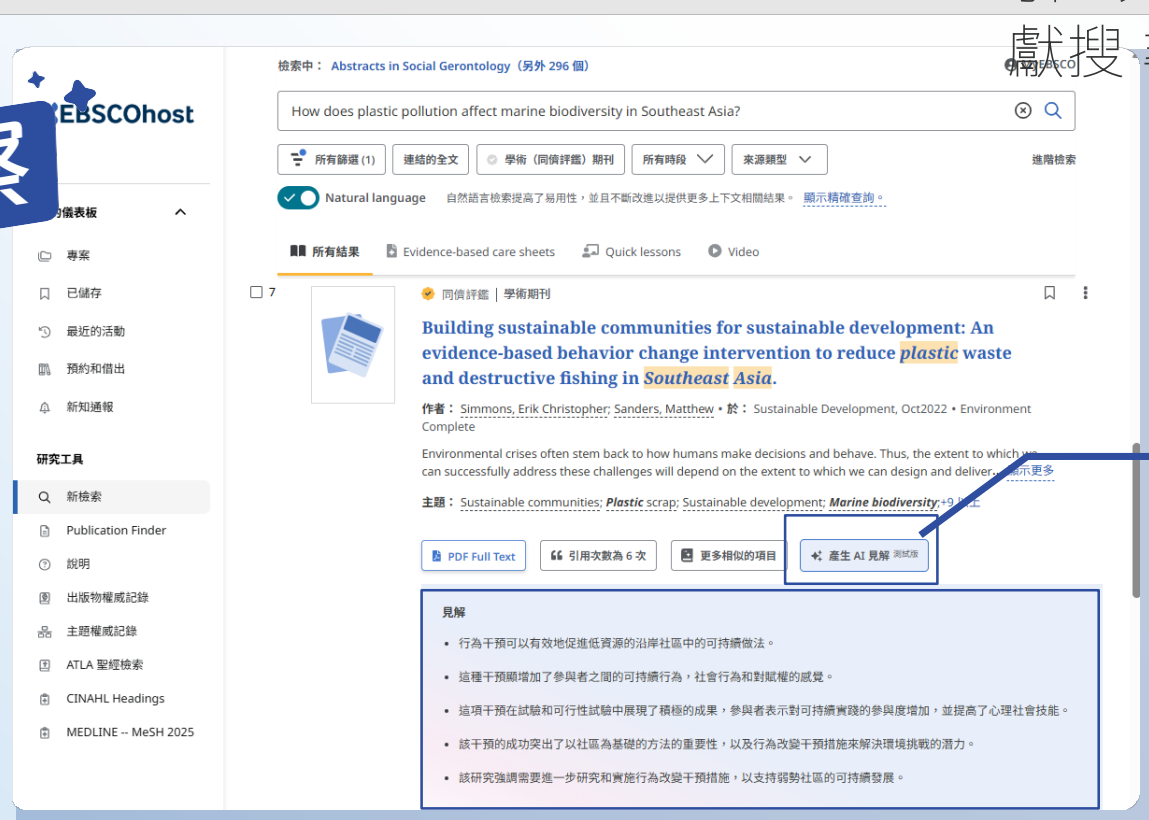 獻搜
檢索中： Abstracts in Social Gerontology（另外 296 個）
EBSCOhost
How does plastic pollution affect marine biodiversity in Southeast Asia?
所有篩選 (1) 連結的全文 學術（同儕評鑑）期刊 所有時段 來源類型 進階檢索
Natural language 自然語言檢索提高了易用性，並且不斷改進以提供更多上下文相關結果。 顯示精確查詢。
儀表板
所有結果 Evidence-based care sheets Quick lessons Video
專案
已儲存
最近的活動
預約和借出
新知通報
研究工具
新檢索
Publication Finder
說明
出版物權威記錄
主題權威記錄
ATLA 聖經檢索
CINAHL Headings
MEDLINE -- MeSH 2025
7 同儕評鑑 | 學術期刊
Building sustainable communities for sustainable development: An
evidence-based behavior change intervention to reduce plastic waste
and destructive fishing in Southeast Asia.
作者： Simmons, Erik Christopher; Sanders, Matthew • 於： Sustainable Development, Oct2022 • Environment
Complete
Environmental crises often stem back to how humans make decisions and behave. Thus, the extent to which we
can successfully address these challenges will depend on the extent to which we can design and deliver... 顯示更多
主題： Sustainable communities; Plastic scrap; Sustainable development; Marine biodiversity; +9 以上
PDF Full Text 引用次數為 6 次 更多相似的項目 產生 AI 見解 測試版
見解
• 行為干預可以有效地促進低資源的沿岸社區中的可持續做法。
• 這種干預顯增加了參與者之間的可持續行為，社會行為和對賦權的感覺。
• 這項干預在試驗和可行性試驗中展現了積極的成果，參與者表示對可持續實踐的參與度增加，並提高了心理社會技能。
• 該干預的成功突出了以社區為基礎的方法的重要性，以及行為改變干預措施來解決環境挑戰的潛力。
• 該研究強調需要進一步研究和實施行為改變干預措施，以支持弱勢社區的可持續發展。